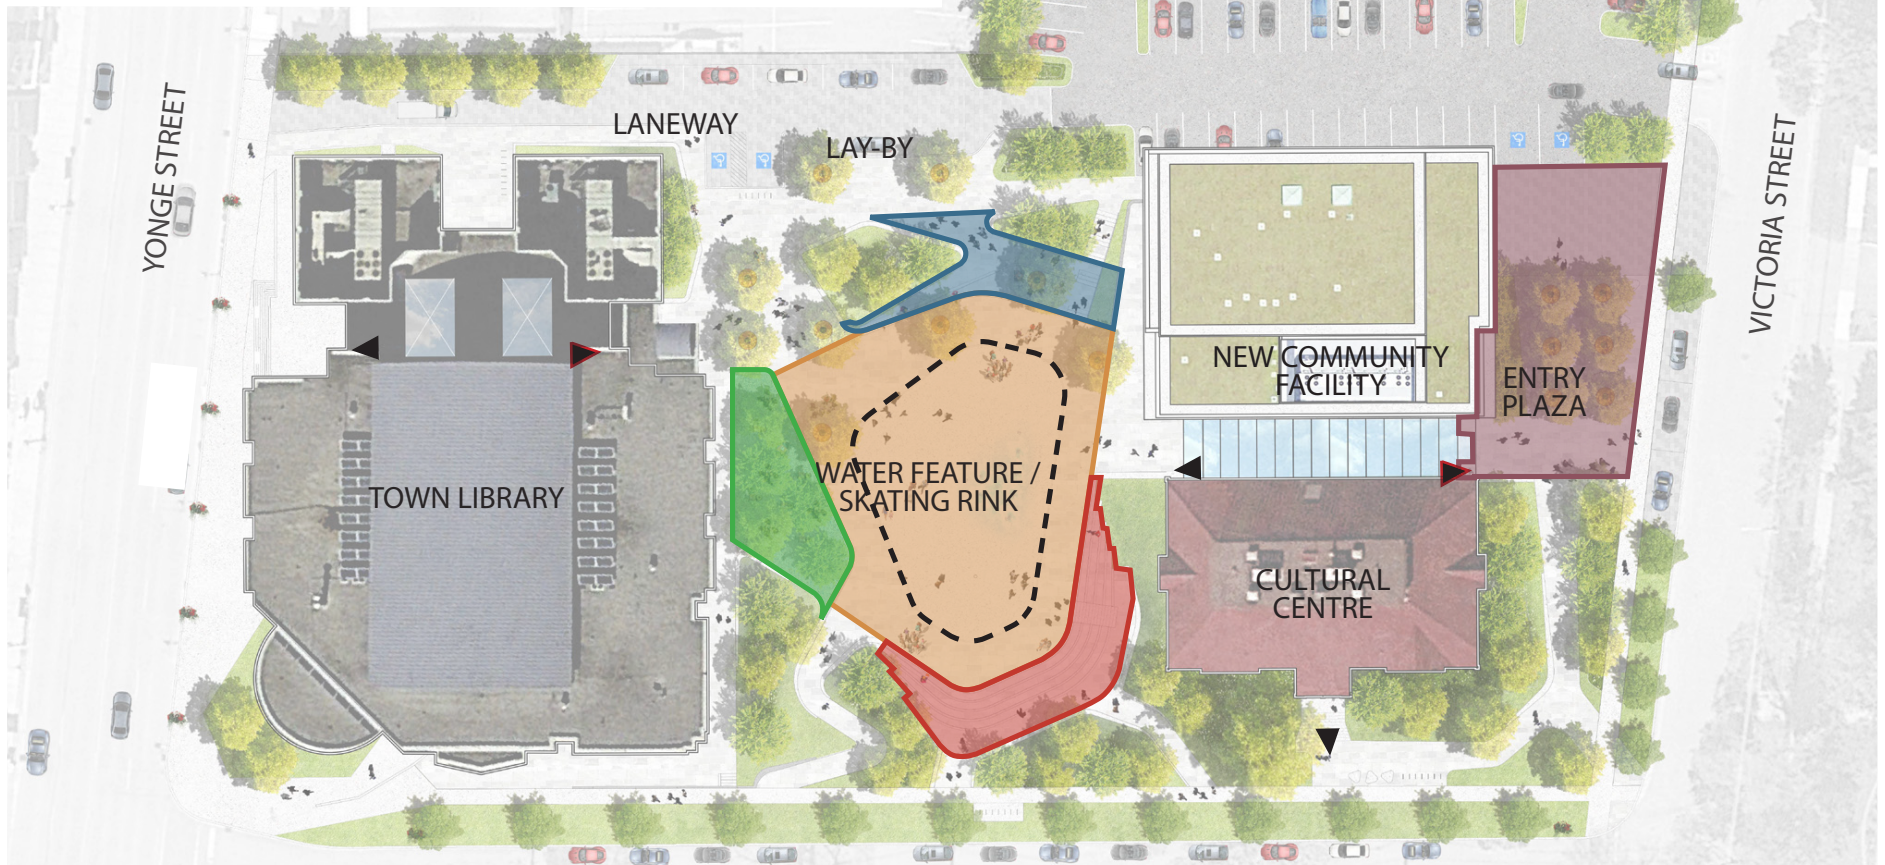 YONGE STREET
LANEWAY
LAY-BY
VICTORIA STREET
NEW COMMUNITY
FACILITY
ENTRY
PLAZA
WATER FEATURE /
SKATING RINK
TOWN LIBRARY
CULTURAL
CENTRE